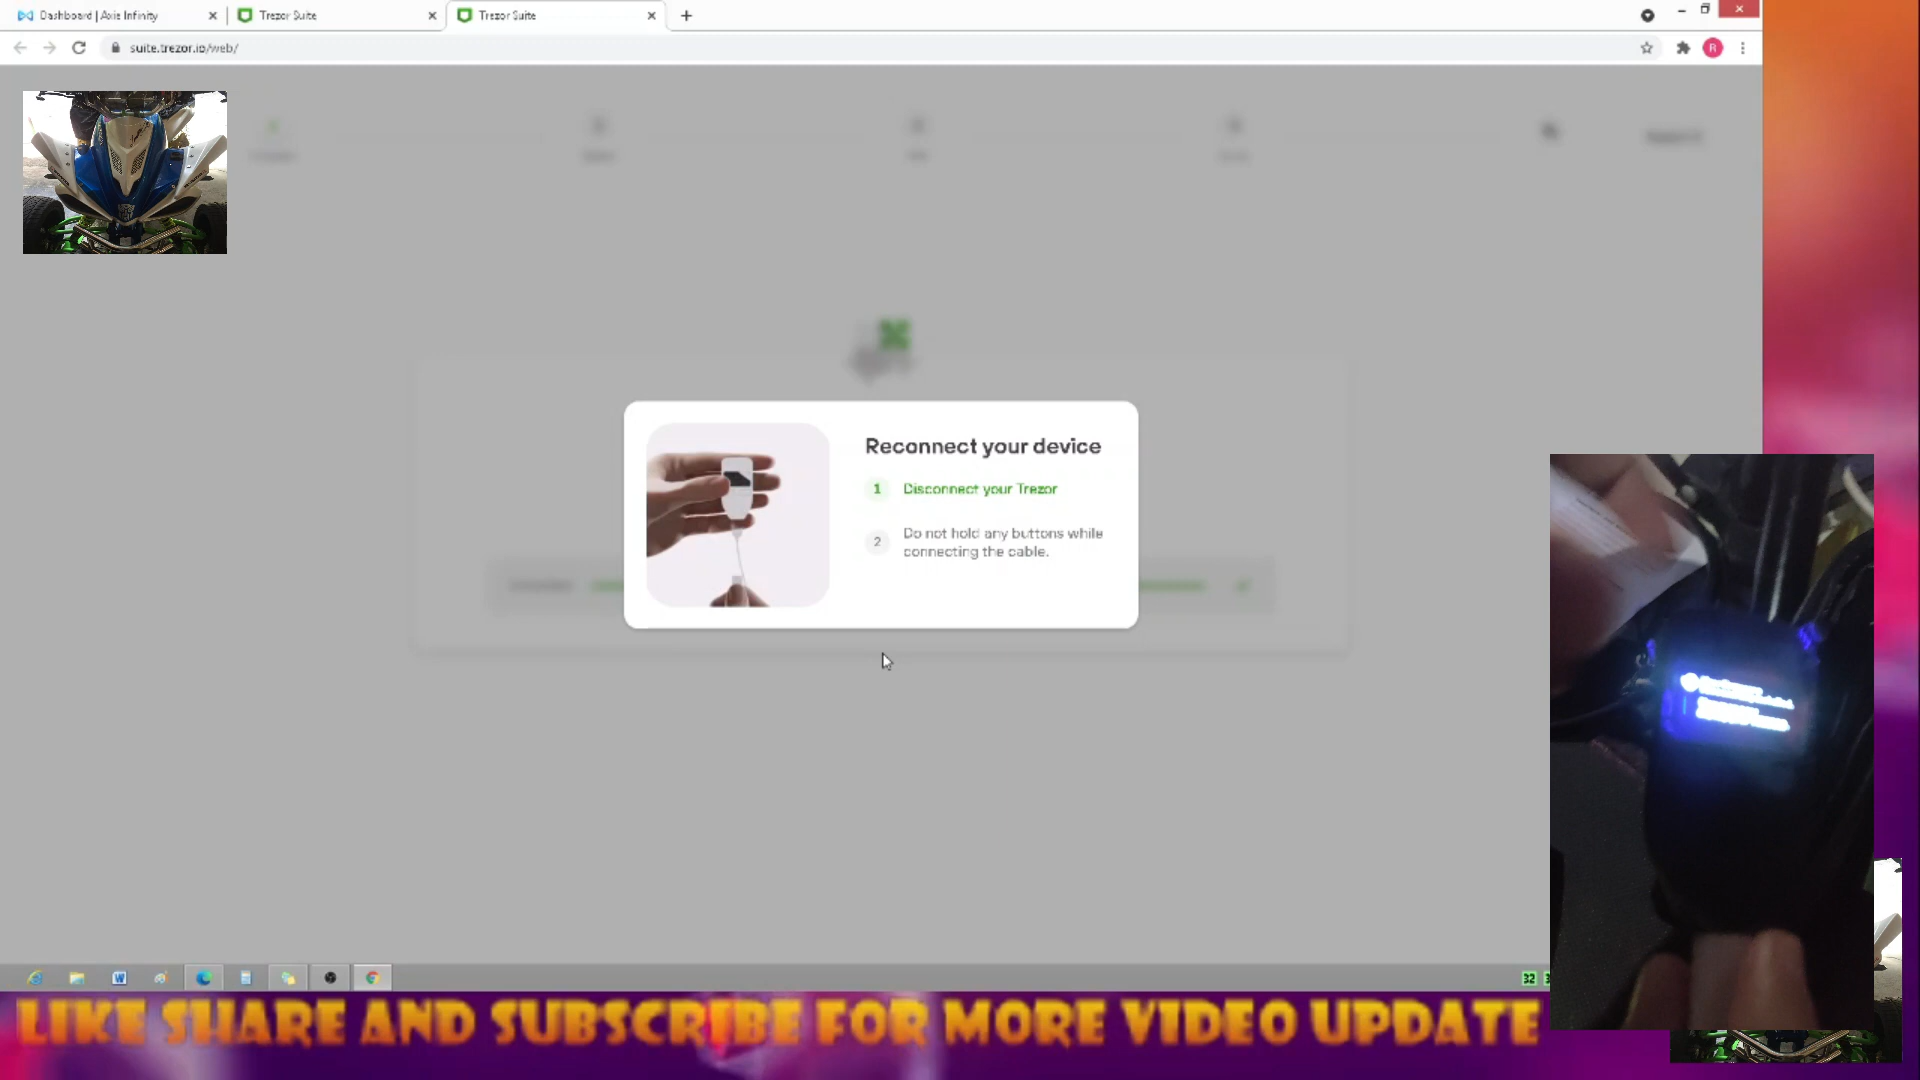 Dashboard | Axie Infinity
Trezor Suite
Trezor Suite
suite.trezor.io/web/
R
Reconnect your device
1 Disconnect your Trezor
2 Do not hold any buttons while
connecting the cable.
32
LIKE SHARE AND SUBSCRIBE FOR MORE VIDEO UPDATE